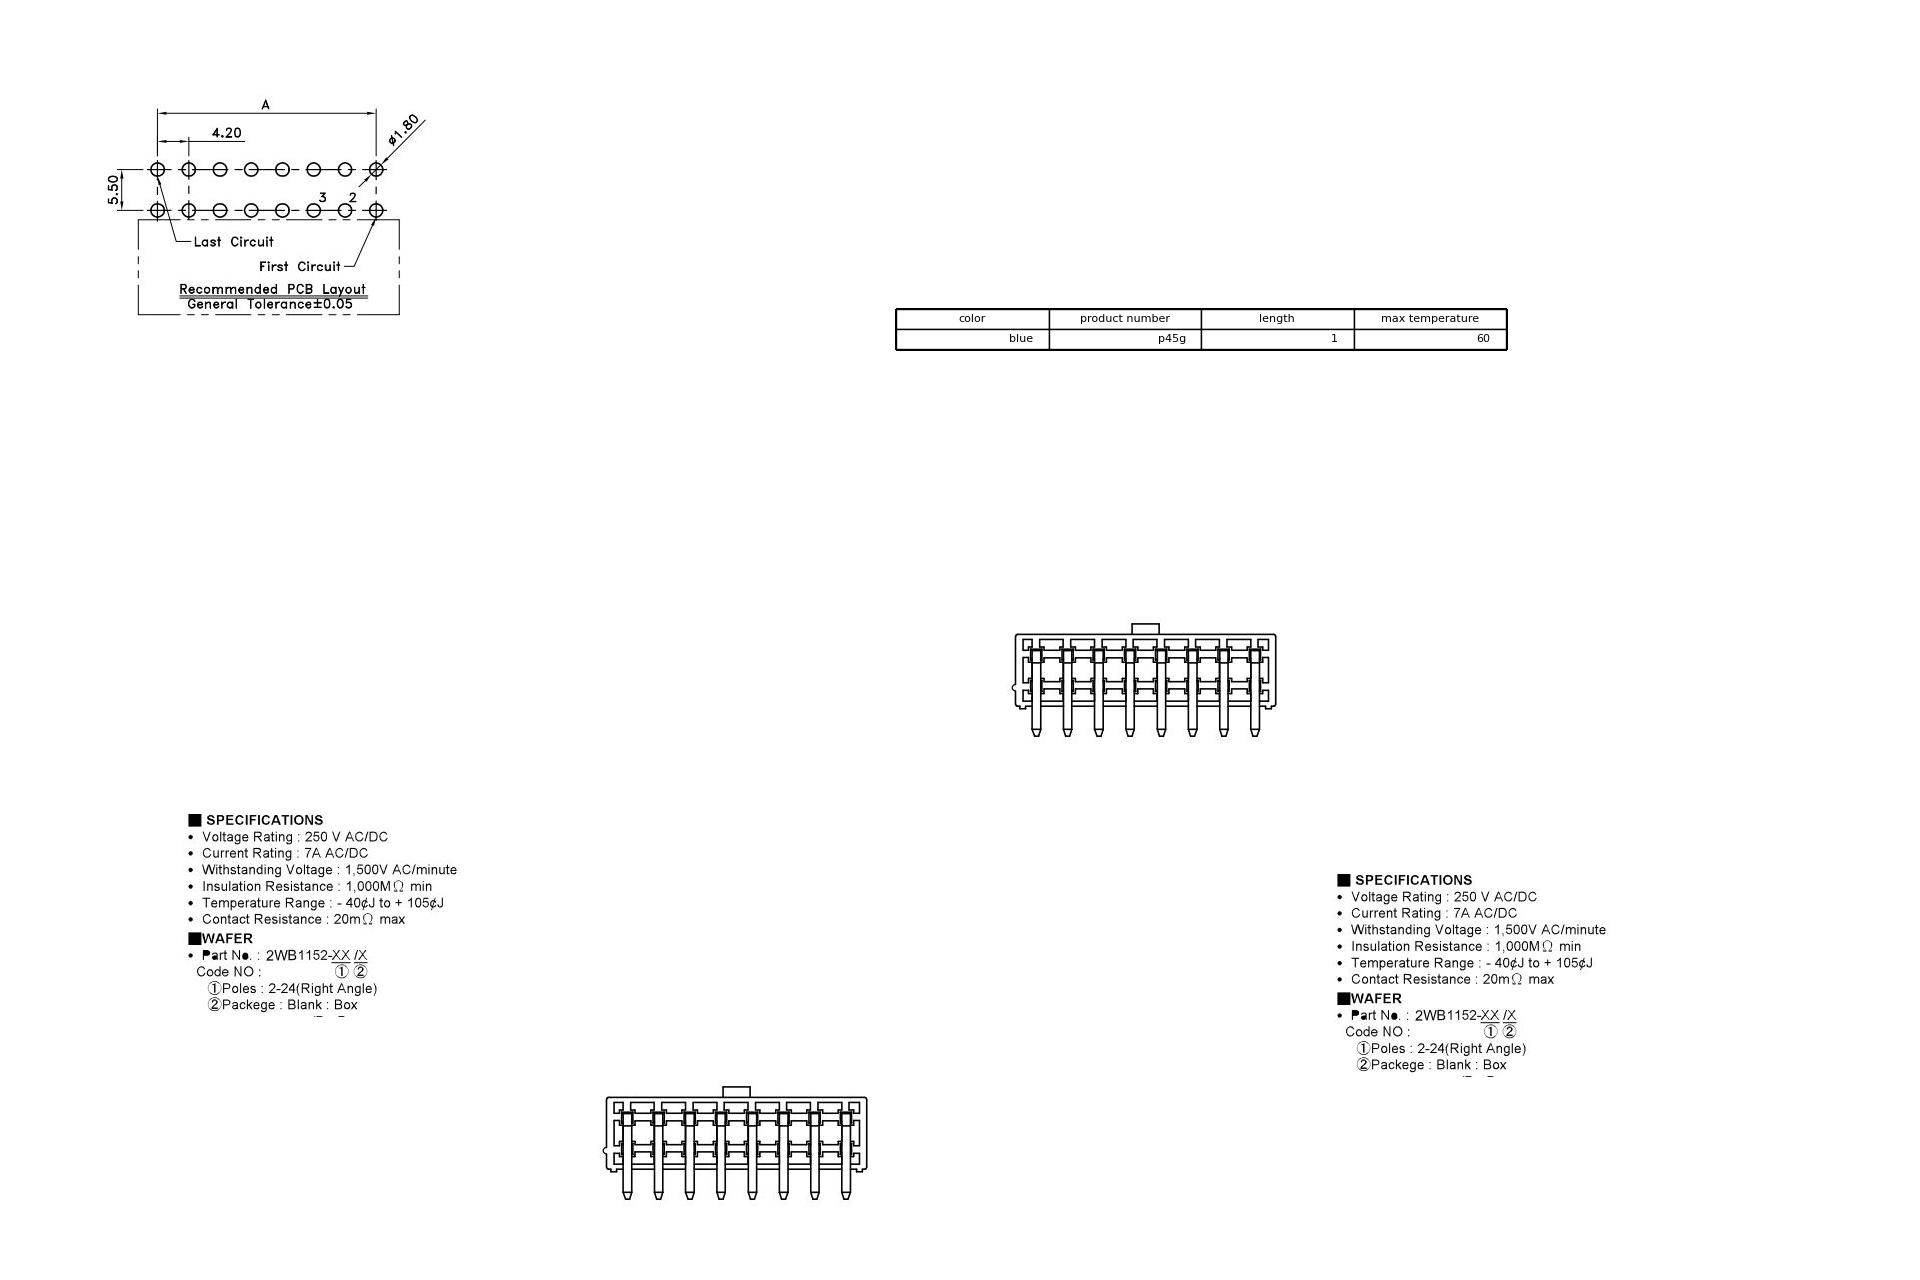 A
4.20
ø1.80
5.50
3 2
Last Circuit
First Circuit
Recommended PCB Layout
General Tolerance±0.05
color product number length max temperature
blue p45g 1 60
■ SPECIFICATIONS
• Voltage Rating : 250 V AC/DC
• Current Rating : 7A AC/DC
• Withstanding Voltage : 1,500V AC/minute
• Insulation Resistance : 1,000MΩ min
• Temperature Range : - 40¢J to + 105¢J
• Contact Resistance : 20mΩ max
■WAFER
• Part No. : 2WB1152-XX /X
Code NO : ① ②
①Poles : 2-24(Right Angle)
②Packege : Blank : Box
■ SPECIFICATIONS
• Voltage Rating : 250 V AC/DC
• Current Rating : 7A AC/DC
• Withstanding Voltage : 1,500V AC/minute
• Insulation Resistance : 1,000MΩ min
• Temperature Range : - 40¢J to + 105¢J
• Contact Resistance : 20mΩ max
■WAFER
• Part No. : 2WB1152-XX /X
Code NO : ① ②
①Poles : 2-24(Right Angle)
②Packege : Blank : Box